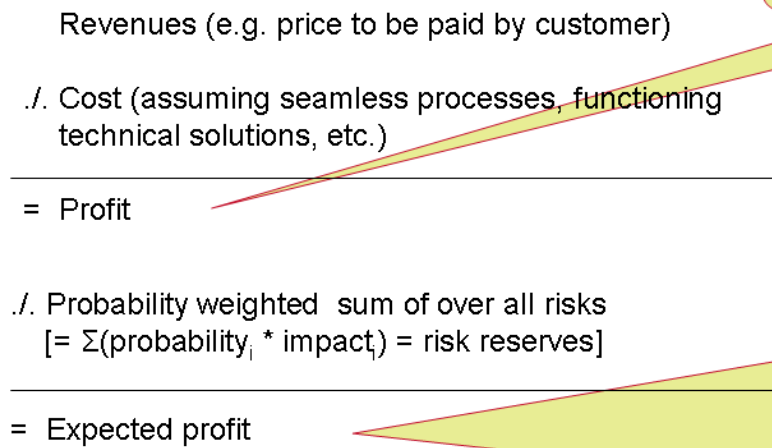 Revenues (e.g. price to be paid by customer)
./. Cost (assuming seamless processes, functioning
technical solutions, etc.)
= Profit
./. Probability weighted sum of over all risks
[= Σ(probabilityᵢ * impactᵢ) = risk reserves]
= Expected profit